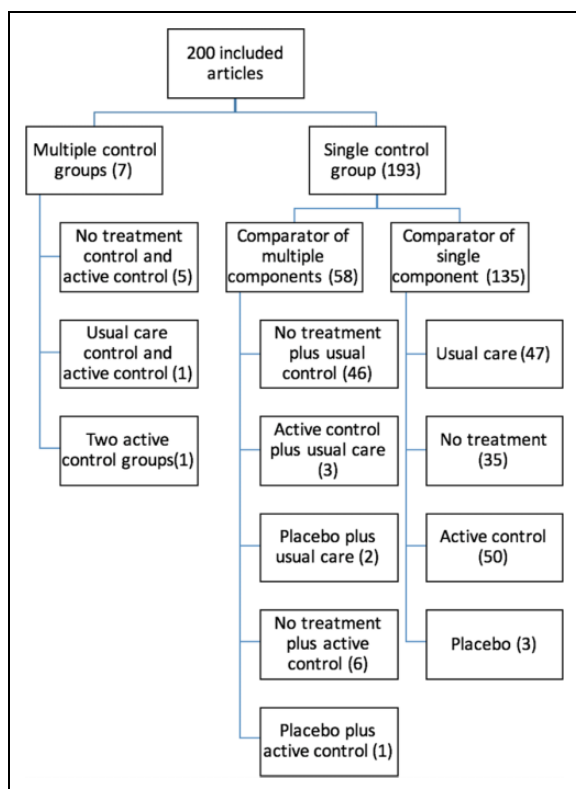 200 included
articles
Multiple control
groups (7)
Single control
group (193)
No treatment
control and
active control (5)
Usual care
control and
active control (1)
Two active
control groups(1)
Comparator of
multiple
components (58)
Comparator of
single
component (135)
No treatment
plus usual
control (46)
Active control
plus usual care
(3)
Placebo plus
usual care (2)
No treatment
plus active
control (6)
Placebo plus
active control (1)
Usual care (47)
No treatment
(35)
Active control
(50)
Placebo (3)